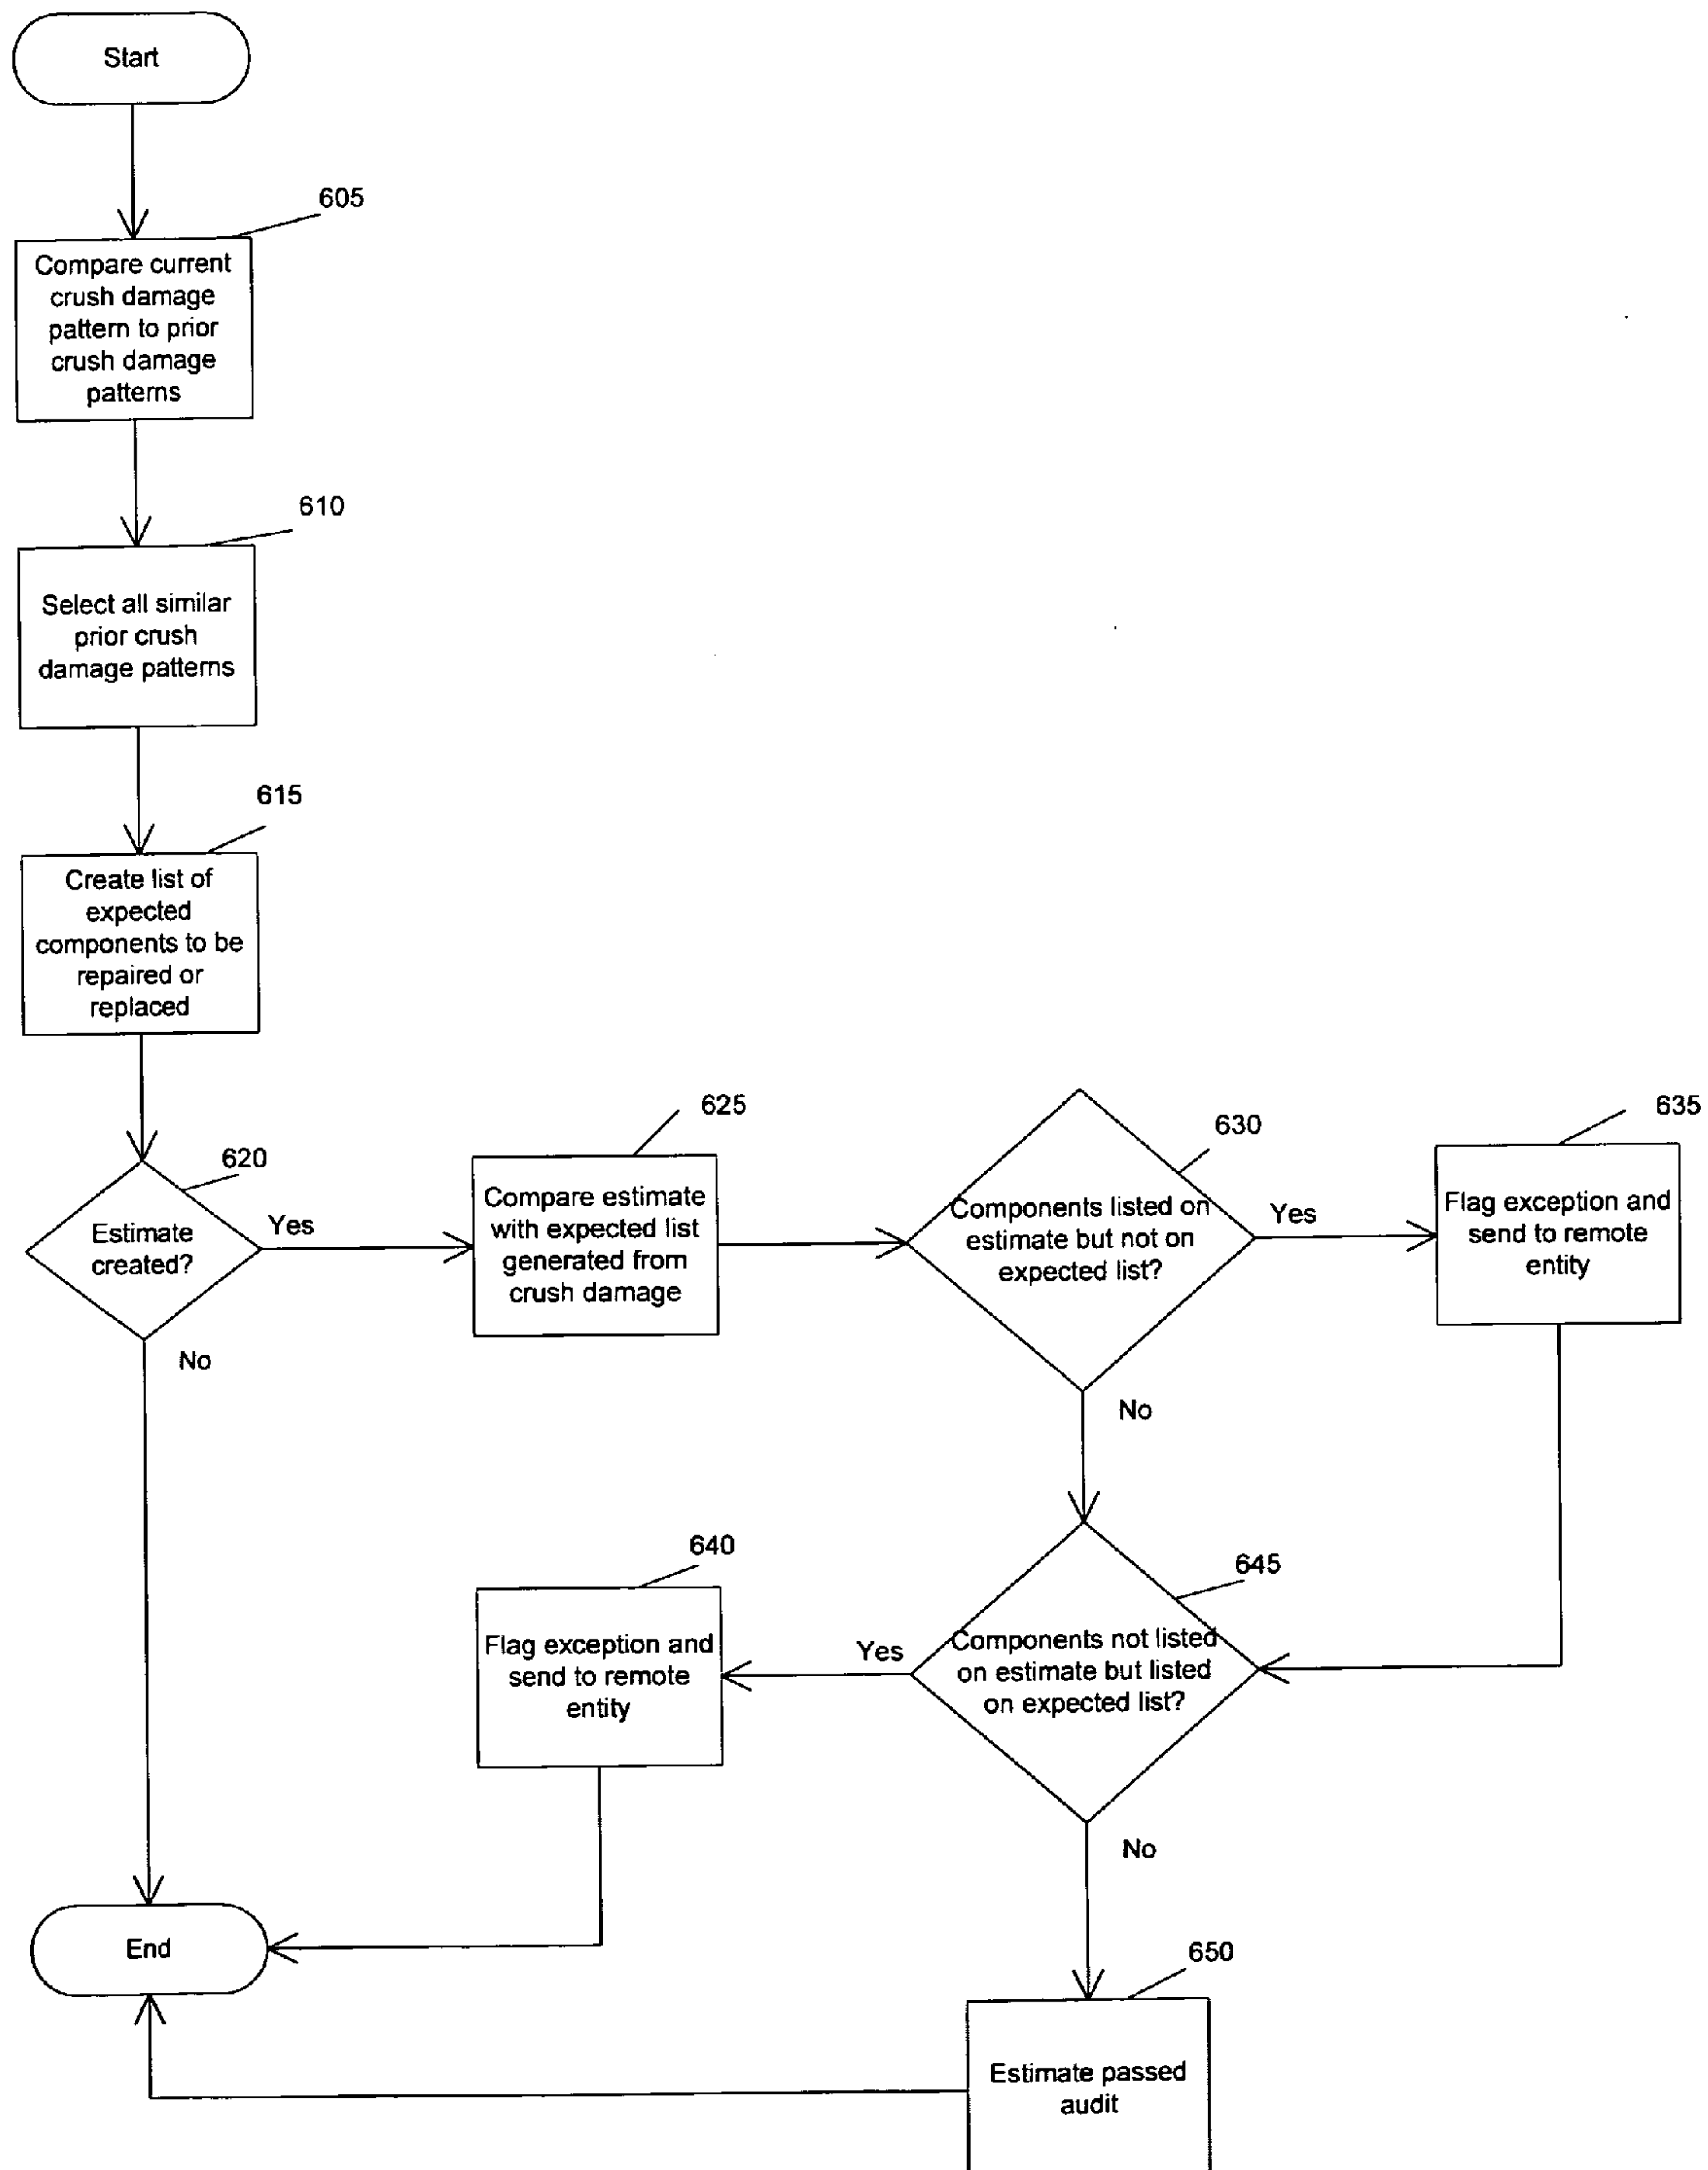 Start
605
Compare current
crush damage
pattern to prior
crush damage
patterns
610
Select all similar
prior crush
damage patterns
615
Create list of
expected
components to be
repaired or
replaced
620
Estimate
created?
Yes
No
625
Compare estimate
with expected list
generated from
crush damage
630
Components listed on
estimate but not on
expected list?
Yes
No
635
Flag exception and
send to remote
entity
640
Flag exception and
send to remote
entity
Yes
645
Components not listed
on estimate but listed
on expected list?
No
End
650
Estimate passed
audit